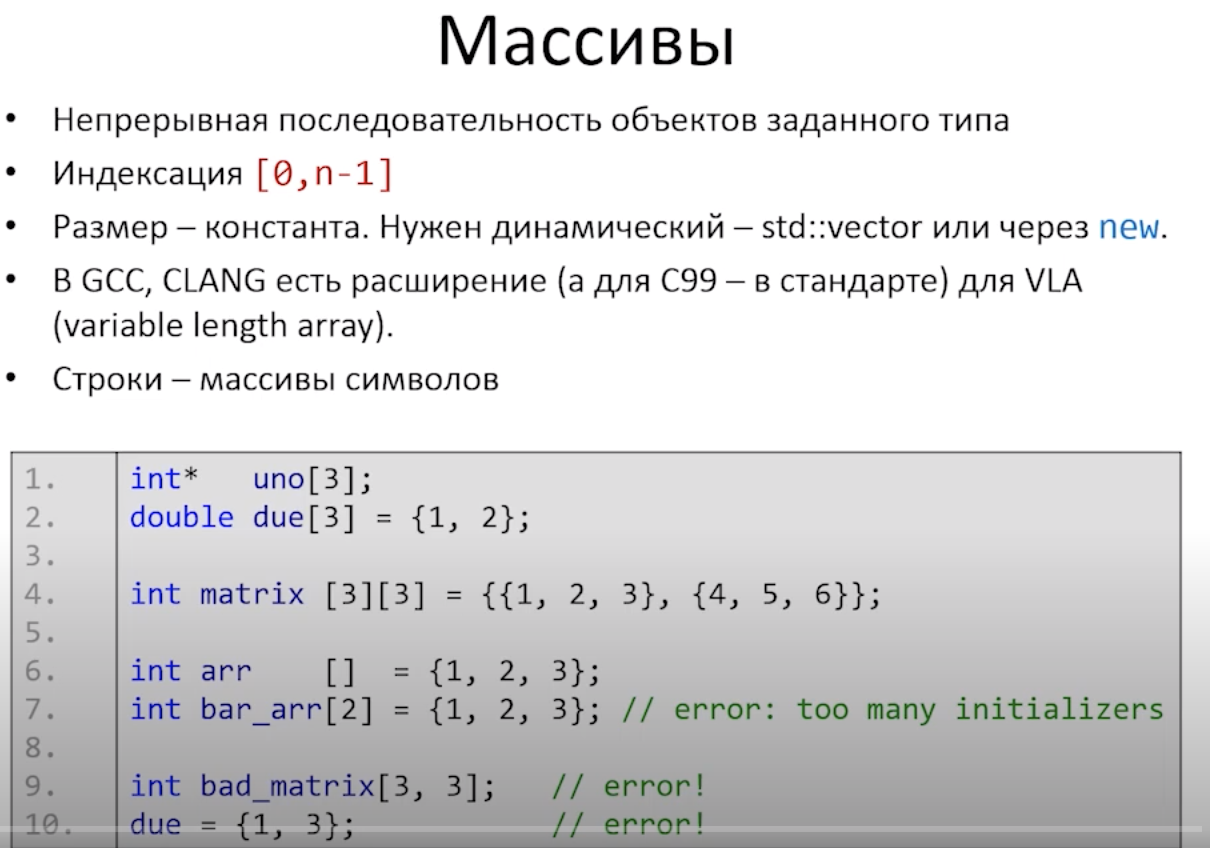 Массивы
• Непрерывная последовательность объектов заданного типа
• Индексация [0,n-1]
• Размер – константа. Нужен динамический – std::vector или через new.
• В GCC, CLANG есть расширение (а для C99 – в стандарте) для VLA
(variable length array).
• Строки – массивы символов
1. int*   uno[3];
2. double due[3] = {1, 2};
3.
4. int matrix [3][3] = {{1, 2, 3}, {4, 5, 6}};
5.
6. int arr    []  = {1, 2, 3};
7. int bar_arr[2] = {1, 2, 3}; // error: too many initializers
8.
9. int bad_matrix[3, 3];   // error!
10. due = {1, 3};           // error!